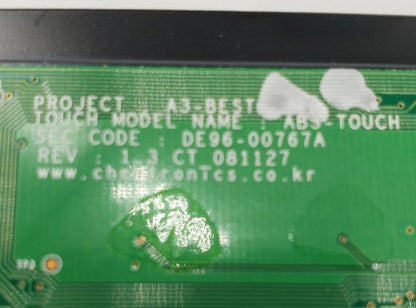 PROJECT : A3-BEST
TOUCH MODEL NAME : AB3-TOUCH
SEC CODE : DE96-00767A
REV : 1.3 CT_081127